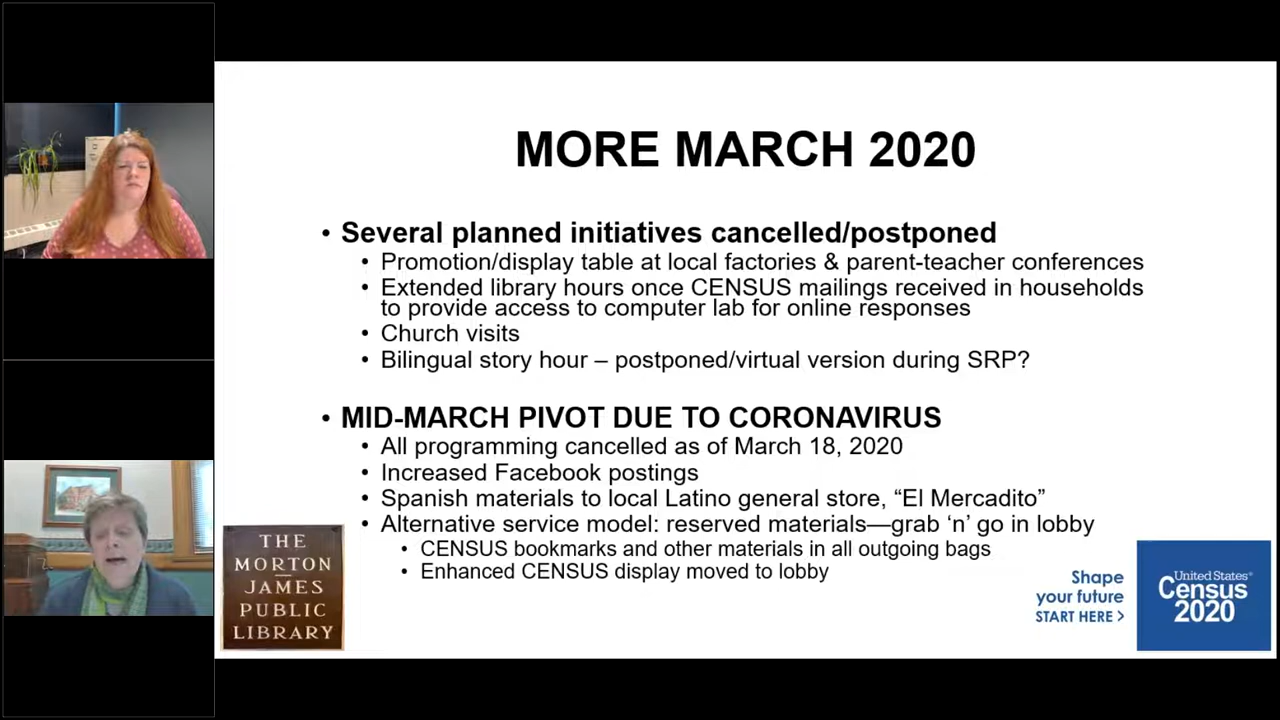 MORE MARCH 2020
• Several planned initiatives cancelled/postponed
• Promotion/display table at local factories & parent-teacher conferences
• Extended library hours once CENSUS mailings received in households
to provide access to computer lab for online responses
• Church visits
• Bilingual story hour – postponed/virtual version during SRP?
• MID-MARCH PIVOT DUE TO CORONAVIRUS
• All programming cancelled as of March 18, 2020
• Increased Facebook postings
• Spanish materials to local Latino general store, “El Mercadito”
• Alternative service model: reserved materials—grab ‘n’ go in lobby
• CENSUS bookmarks and other materials in all outgoing bags
• Enhanced CENSUS display moved to lobby
THE
MORTON
JAMES
PUBLIC
LIBRARY
Shape
your future
START HERE >
United States®
Census
2020